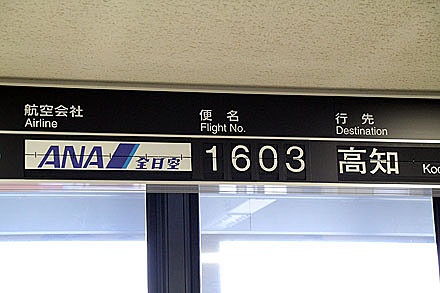 航空会社 便名 行先
Airline Flight No. Destination
ANA 全日空 1603 高知 Koc